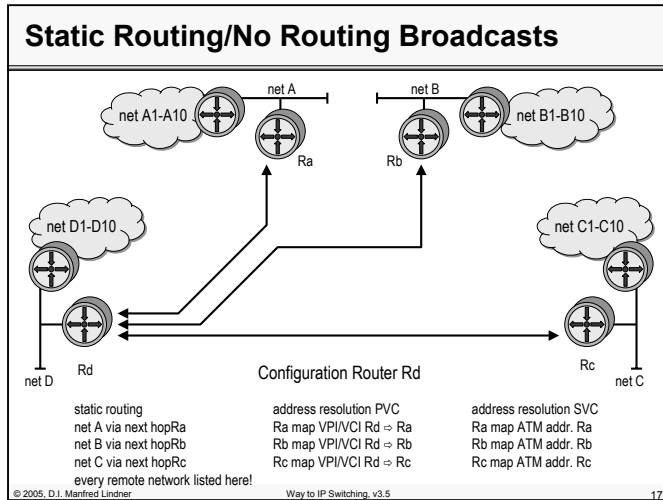 Static Routing/No Routing Broadcasts
net A
net B
net A1-A10
net B1-B10
Ra
Rb
net D1-D10
net C1-C10
Rd
Rc
net D
net C
Configuration Router Rd
static routing
net A via next hopRa
net B via next hopRb
net C via next hopRc
every remote network listed here!
address resolution PVC
Ra map VPI/VCI Rd ⇨ Ra
Rb map VPI/VCI Rd ⇨ Rb
Rc map VPI/VCI Rd ⇨ Rc
address resolution SVC
Ra map ATM addr. Ra
Rb map ATM addr. Rb
Rc map ATM addr. Rc
© 2005, D.I. Manfred Lindner
Way to IP Switching, v3.5
17